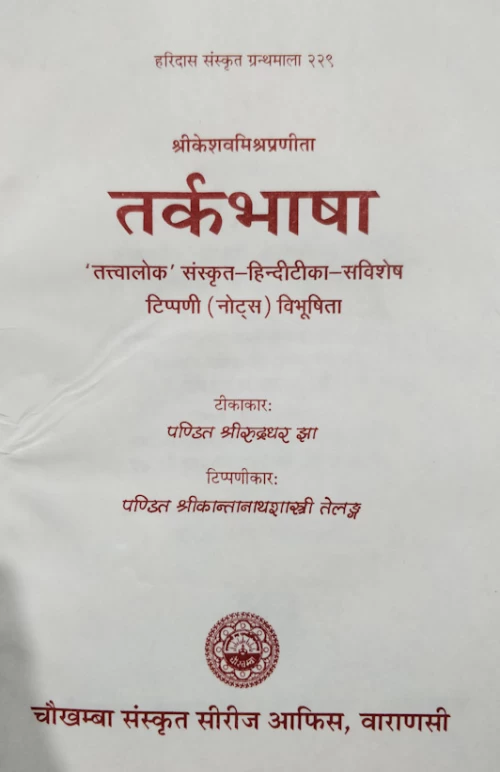 हरिदास संस्कृत ग्रन्थमाला २२९
श्रीकेशवमिश्रप्रणीता
तर्कभाषा
'तत्त्वालोक' संस्कृत-हिन्दीटीका-सविशेष
टिप्पणी (नोट्स) विभूषिता
टीकाकारः
पण्डित श्रीरुद्रधर झा
टिप्पणीकारः
पण्डित श्रीकान्तानाथशास्त्री तेलङ्ग
चौखम्बा
चौखम्बा संस्कृत सीरीज आफिस, वाराणसी